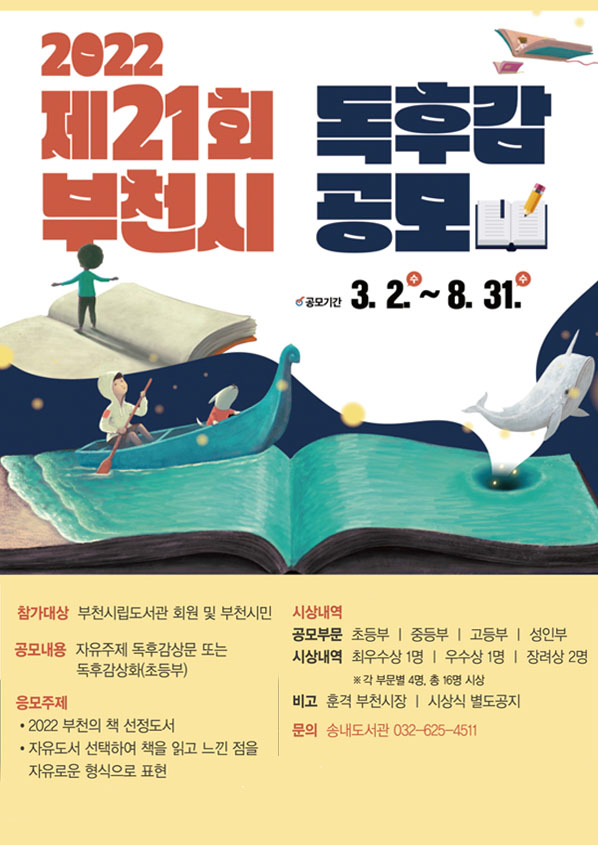 2022
제21회 독후감
부천시 공모
공모기간 3. 2.수 ~ 8. 31.수
참가대상 부천시립도서관 회원 및 부천시민
공모내용 자유주제 독후감상문 또는
독후감상화(초등부)
응모주제
• 2022 부천의 책 선정도서
• 자유도서 선택하여 책을 읽고 느낀 점을
자유로운 형식으로 표현
시상내역
공모부문 초등부 ㅣ 중등부 ㅣ 고등부 ㅣ 성인부
시상내역 최우수상 1명 ㅣ 우수상 1명 ㅣ 장려상 2명
※ 각 부문별 4명, 총 16명 시상
비고 훈격 부천시장 ㅣ 시상식 별도공지
문의 송내도서관 032-625-4511